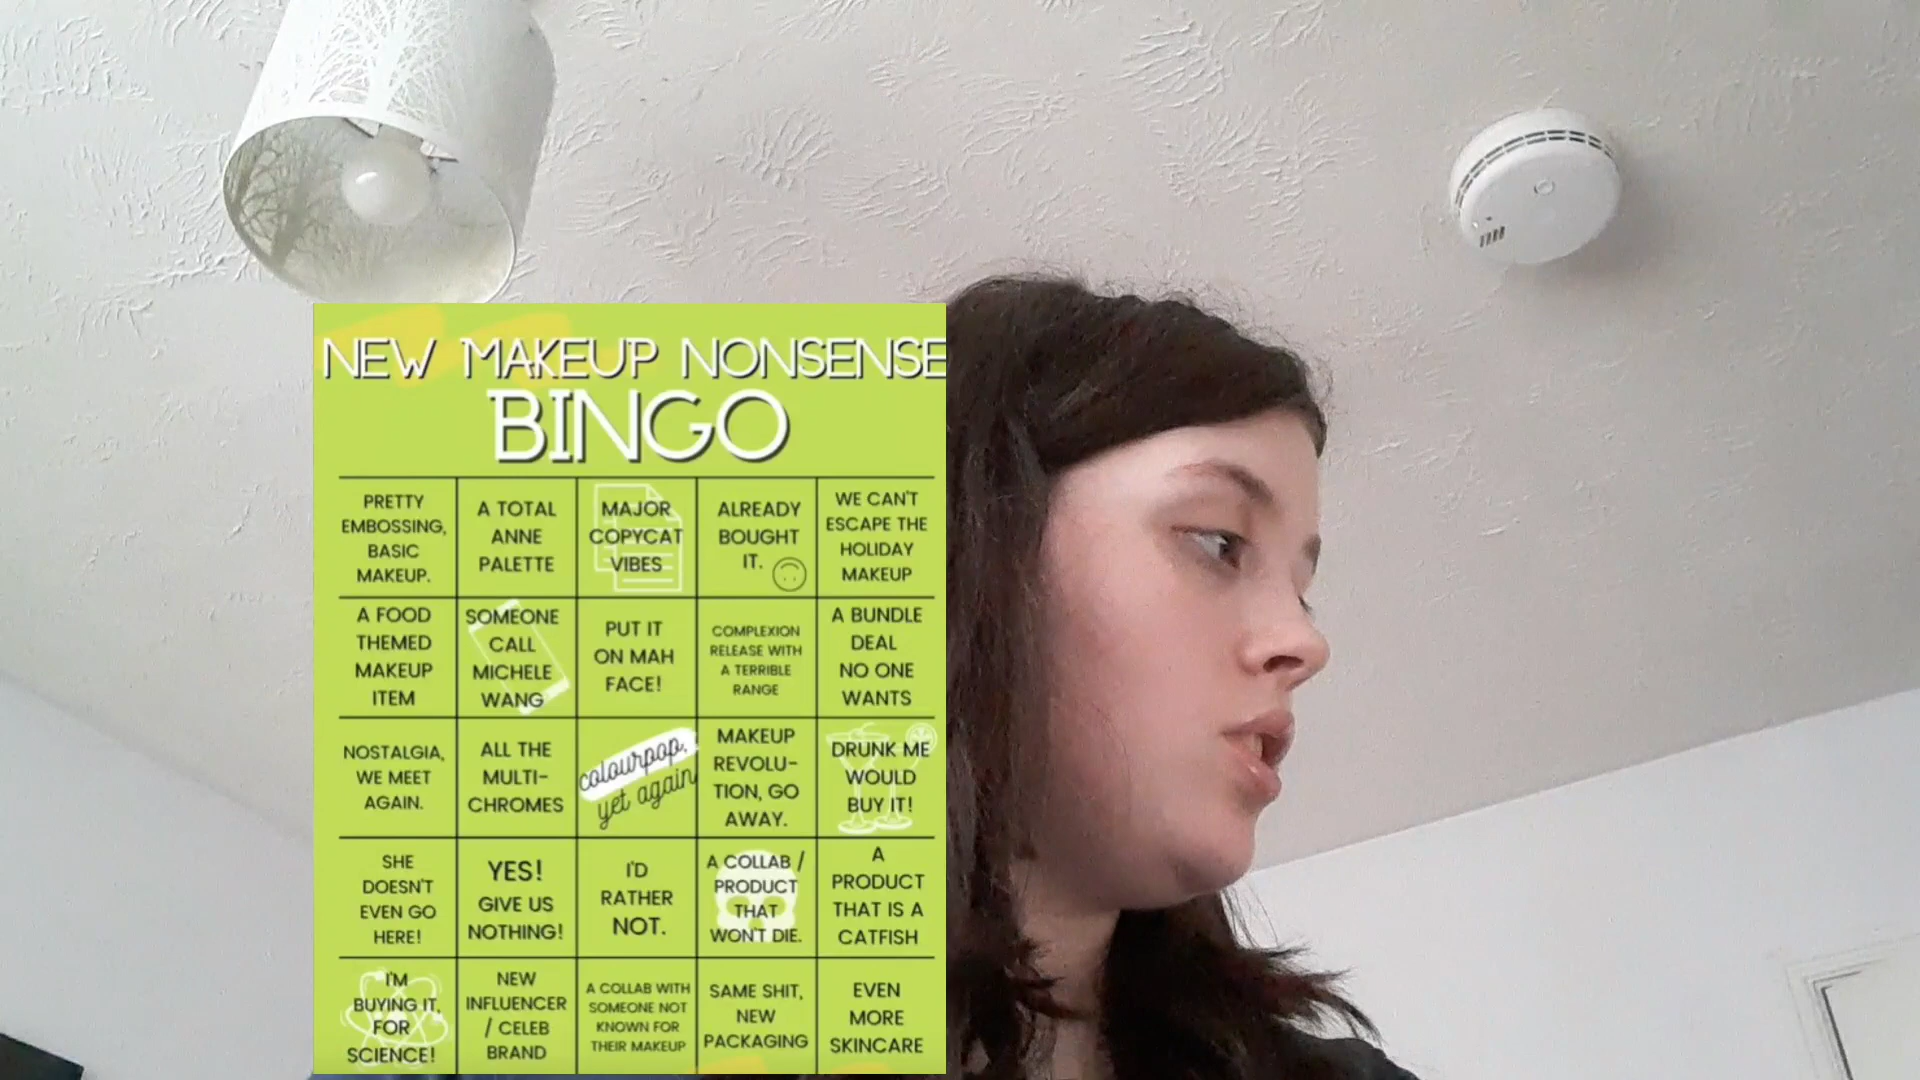 NEW MAKEUP NONSENSE
BINGO
PRETTY
EMBOSSING,
BASIC
MAKEUP.
A TOTAL
ANNE
PALETTE
MAJOR
COPYCAT
VIBES
ALREADY
BOUGHT
IT.
WE CAN'T
ESCAPE THE
HOLIDAY
MAKEUP
A FOOD
THEMED
MAKEUP
ITEM
SOMEONE
CALL
MICHELE
WANG
PUT IT
ON MAH
FACE!
COMPLEXION
RELEASE WITH
A TERRIBLE
RANGE
A BUNDLE
DEAL
NO ONE
WANTS
NOSTALGIA,
WE MEET
AGAIN.
ALL THE
MULTI-
CHROMES
colourpop,
yet again
MAKEUP
REVOLU-
TION, GO
AWAY.
DRUNK ME
WOULD
BUY IT!
SHE
DOESN'T
EVEN GO
HERE!
YES!
GIVE US
NOTHING!
I'D
RATHER
NOT.
A COLLAB /
PRODUCT
THAT
WON'T DIE.
A
PRODUCT
THAT IS A
CATFISH
I'M
BUYING IT,
FOR
SCIENCE!
NEW
INFLUENCER
/ CELEB
BRAND
A COLLAB WITH
SOMEONE NOT
KNOWN FOR
THEIR MAKEUP
SAME SHIT,
NEW
PACKAGING
EVEN
MORE
SKINCARE